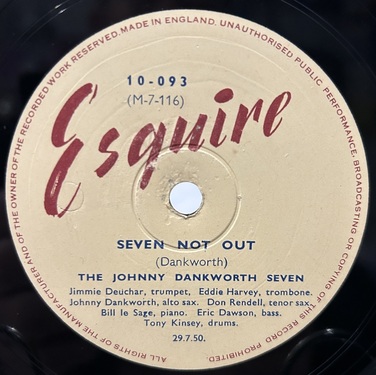 ALL RIGHTS OF THE MANUFACTURER AND OF THE OWNER OF THE RECORDED WORK RESERVED. MADE IN ENGLAND. UNAUTHORISED PUBLIC PERFORMANCE, BROADCASTING OR COPYING OF THIS RECORD PROHIBITED.
10-093
(M-7-116)
Esquire
SEVEN NOT OUT
(Dankworth)
THE JOHNNY DANKWORTH SEVEN
Jimmie Deuchar, trumpet, Eddie Harvey, trombone.
Johnny Dankworth, alto sax. Don Rendell, tenor sax.
Bill le Sage, piano. Eric Dawson, bass.
Tony Kinsey, drums.
29.7.50.